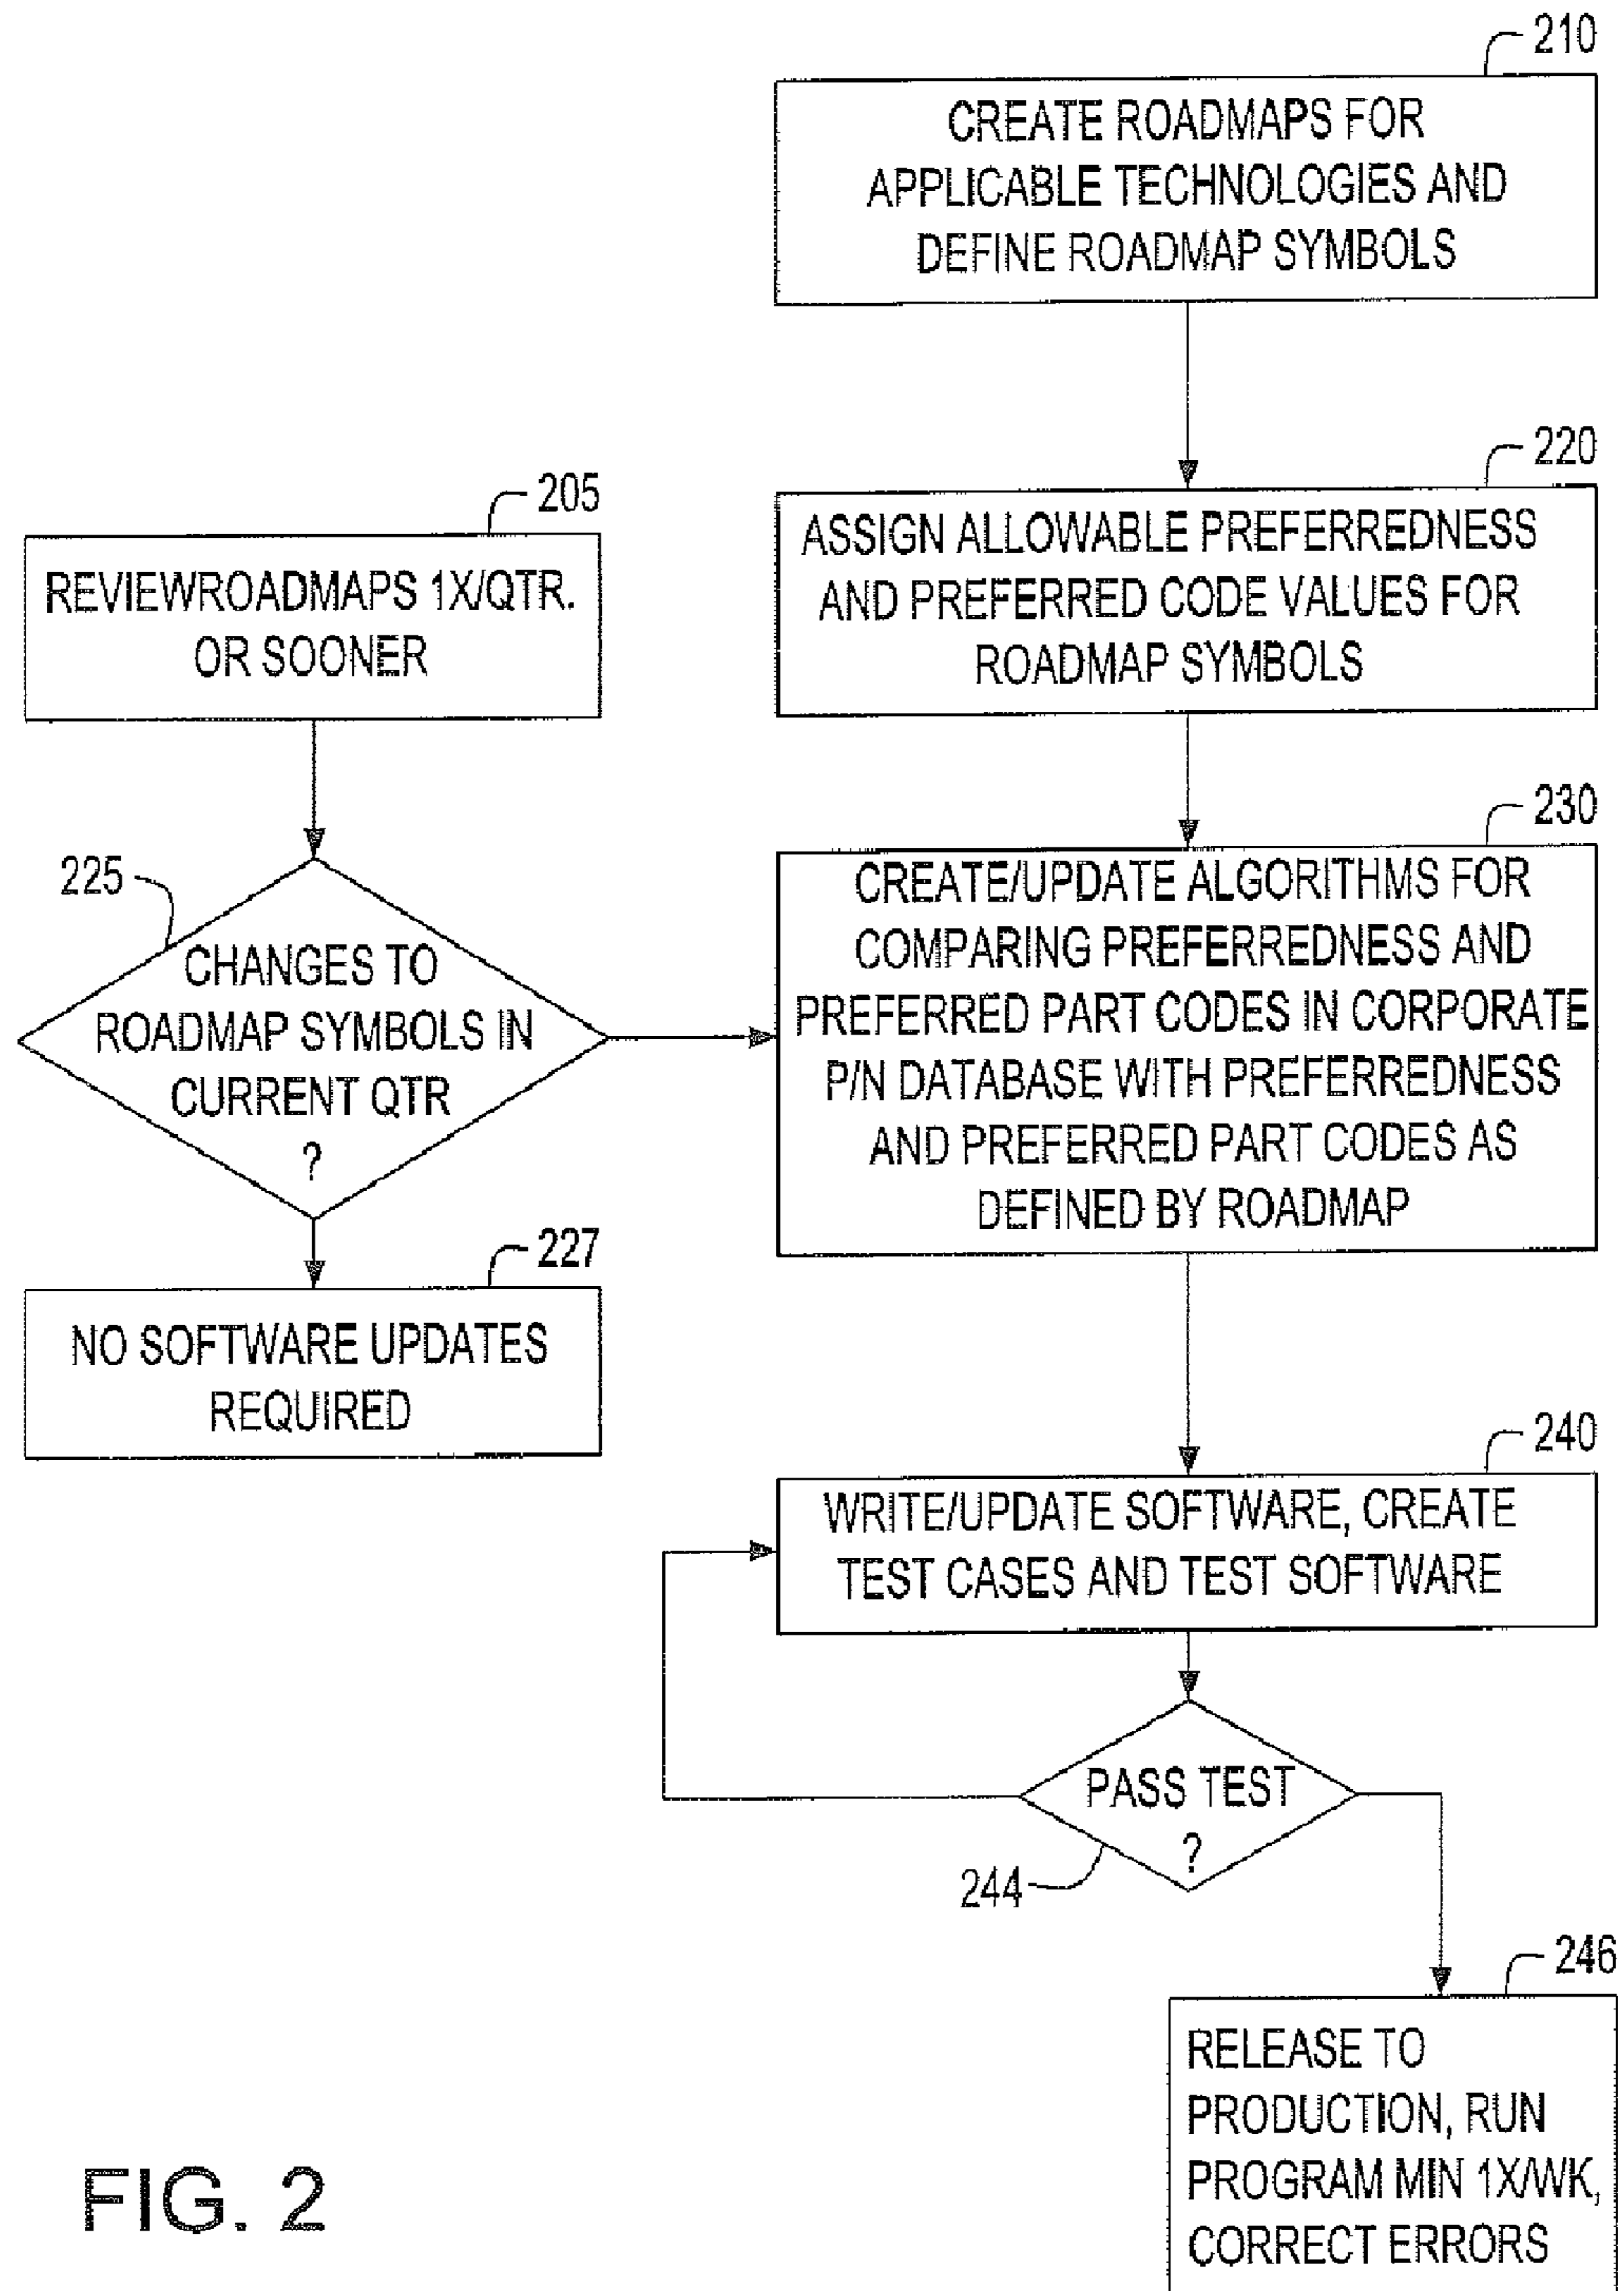 210
CREATE ROADMAPS FOR
APPLICABLE TECHNOLOGIES AND
DEFINE ROADMAP SYMBOLS
220
ASSIGN ALLOWABLE PREFERREDNESS
AND PREFERRED CODE VALUES FOR
ROADMAP SYMBOLS
205
REVIEWROADMAPS 1X/QTR.
OR SOONER
225
CHANGES TO
ROADMAP SYMBOLS IN
CURRENT QTR
?
227
NO SOFTWARE UPDATES
REQUIRED
230
CREATE/UPDATE ALGORITHMS FOR
COMPARING PREFERREDNESS AND
PREFERRED PART CODES IN CORPORATE
P/N DATABASE WITH PREFERREDNESS
AND PREFERRED PART CODES AS
DEFINED BY ROADMAP
240
WRITE/UPDATE SOFTWARE, CREATE
TEST CASES AND TEST SOFTWARE
PASS TEST
?
244
246
RELEASE TO
PRODUCTION, RUN
PROGRAM MIN 1X/WK,
CORRECT ERRORS
FIG. 2